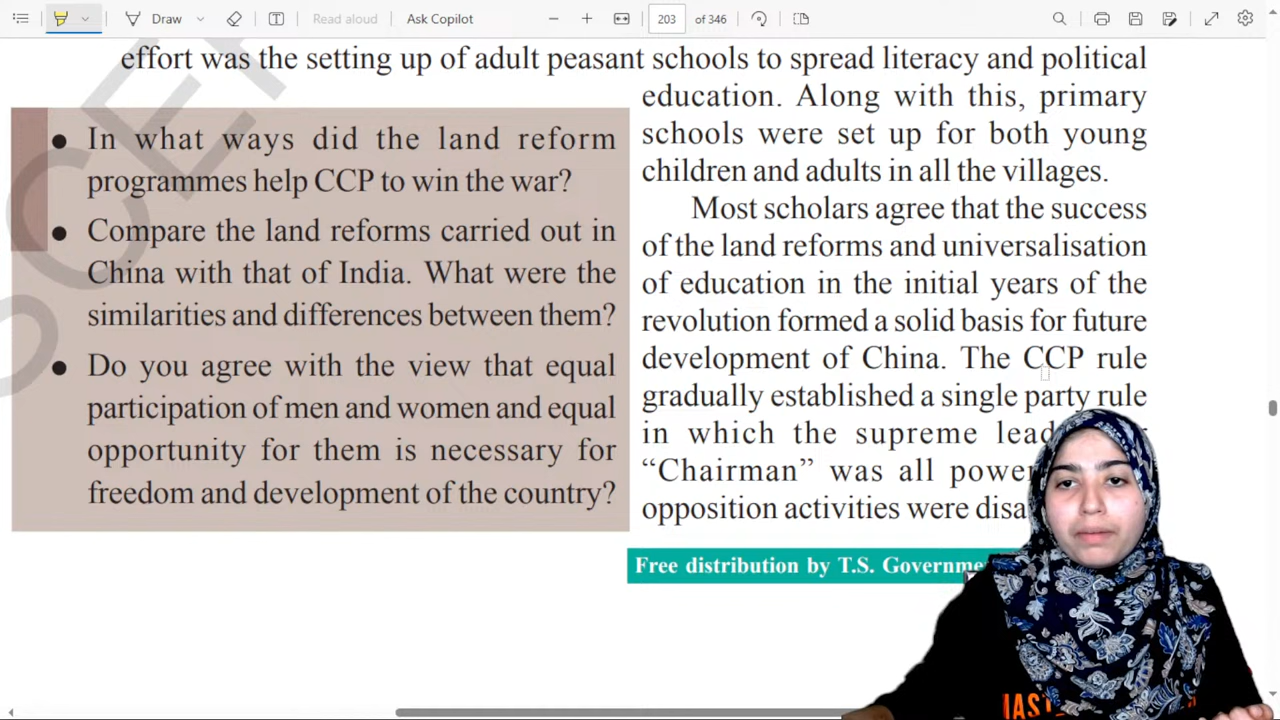 Draw
Read aloud
Ask Copilot
203
of 346
effort was the setting up of adult peasant schools to spread literacy and political
education. Along with this, primary
schools were set up for both young
children and adults in all the villages.
Most scholars agree that the success
of the land reforms and universalisation
of education in the initial years of the
revolution formed a solid basis for future
development of China. The CCP rule
gradually established a single party rule
in which the supreme
“Chairman” was all
opposition activities were
• In what ways did the land reform
programmes help CCP to win the war?
• Compare the land reforms carried out in
China with that of India. What were the
similarities and differences between them?
• Do you agree with the view that equal
participation of men and women and equal
opportunity for them is necessary for
freedom and development of the country?
Free distribution by T.S.